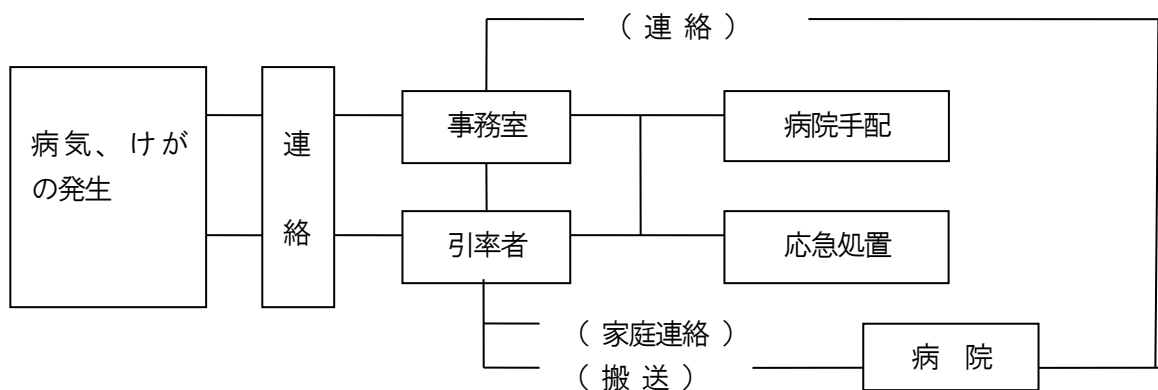 （ 連 絡 ）
病気、けが
の発生
連
絡
事務室
病院手配
引率者
応急処置
（ 家庭連絡 ）
（ 搬 送 ）
病　院